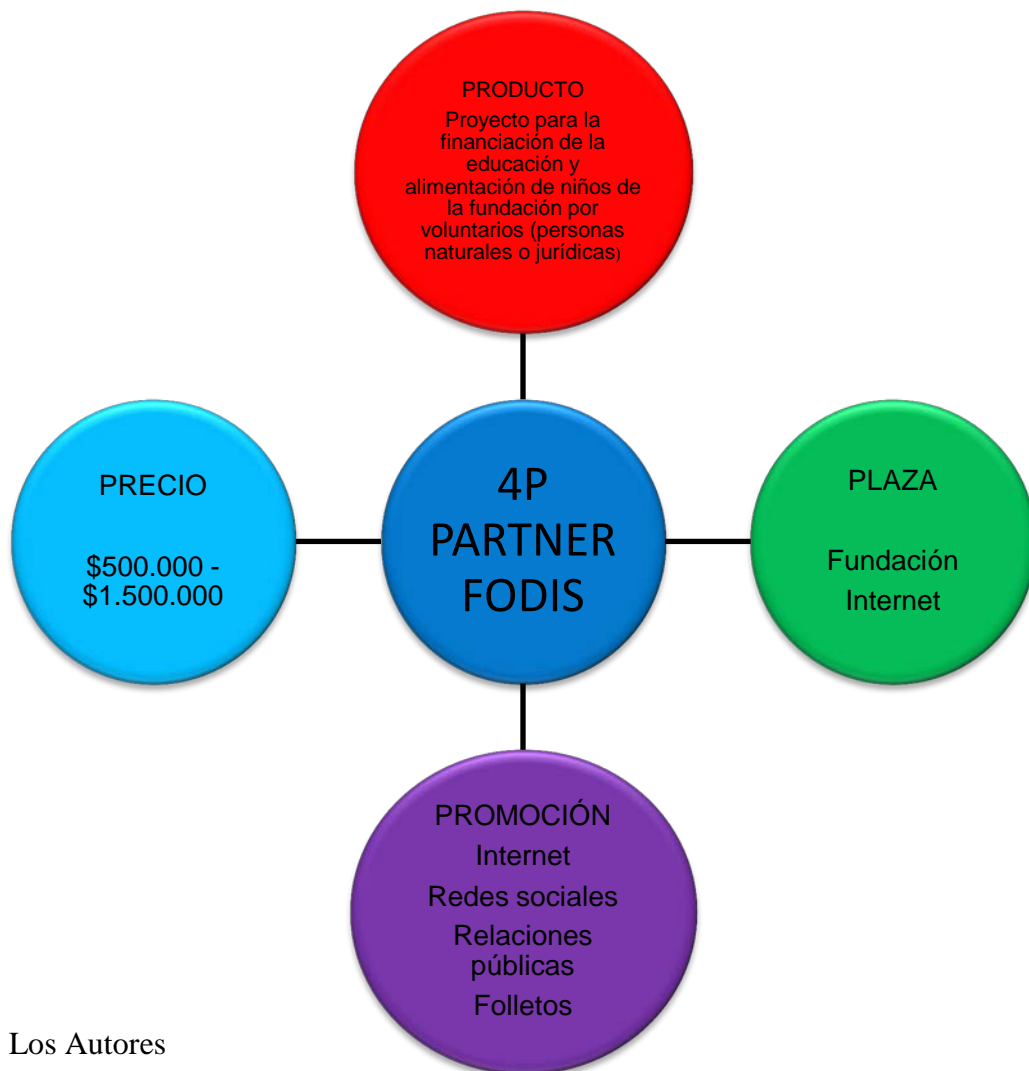 PRODUCTO
Proyecto para la
financiación de la
educación y
alimentación de niños de
la fundación por
voluntarios (personas
naturales o jurídicas)
PRECIO
$500.000 -
$1.500.000
4P
PARTNER
FODIS
PLAZA
Fundación
Internet
PROMOCIÓN
Internet
Redes sociales
Relaciones
públicas
Folletos
Los Autores